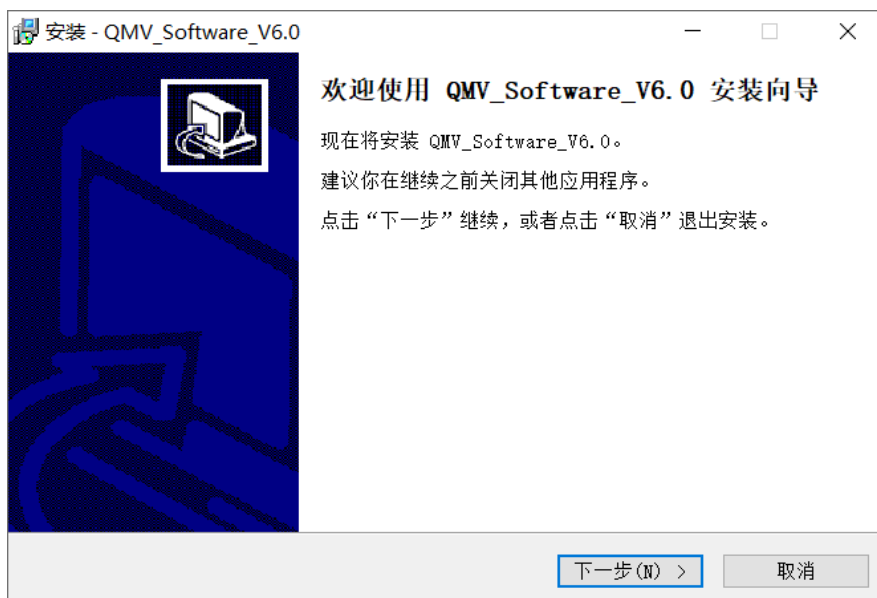 安装 - QMV_Software_V6.0
欢迎使用 QMV_Software_V6.0 安装向导
现在将安装 QMV_Software_V6.0。
建议你在继续之前关闭其他应用程序。
点击“下一步”继续，或者点击“取消”退出安装。
下一步(N) >
取消